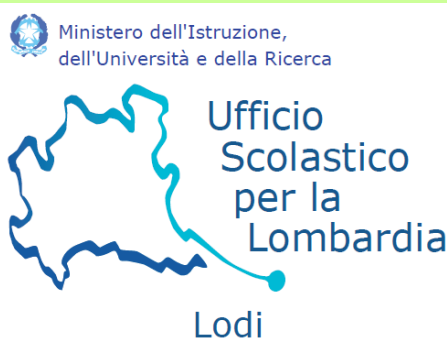 Ministero dell'Istruzione,
dell'Università e della Ricerca
Ufficio
Scolastico
per la
Lombardia
Lodi